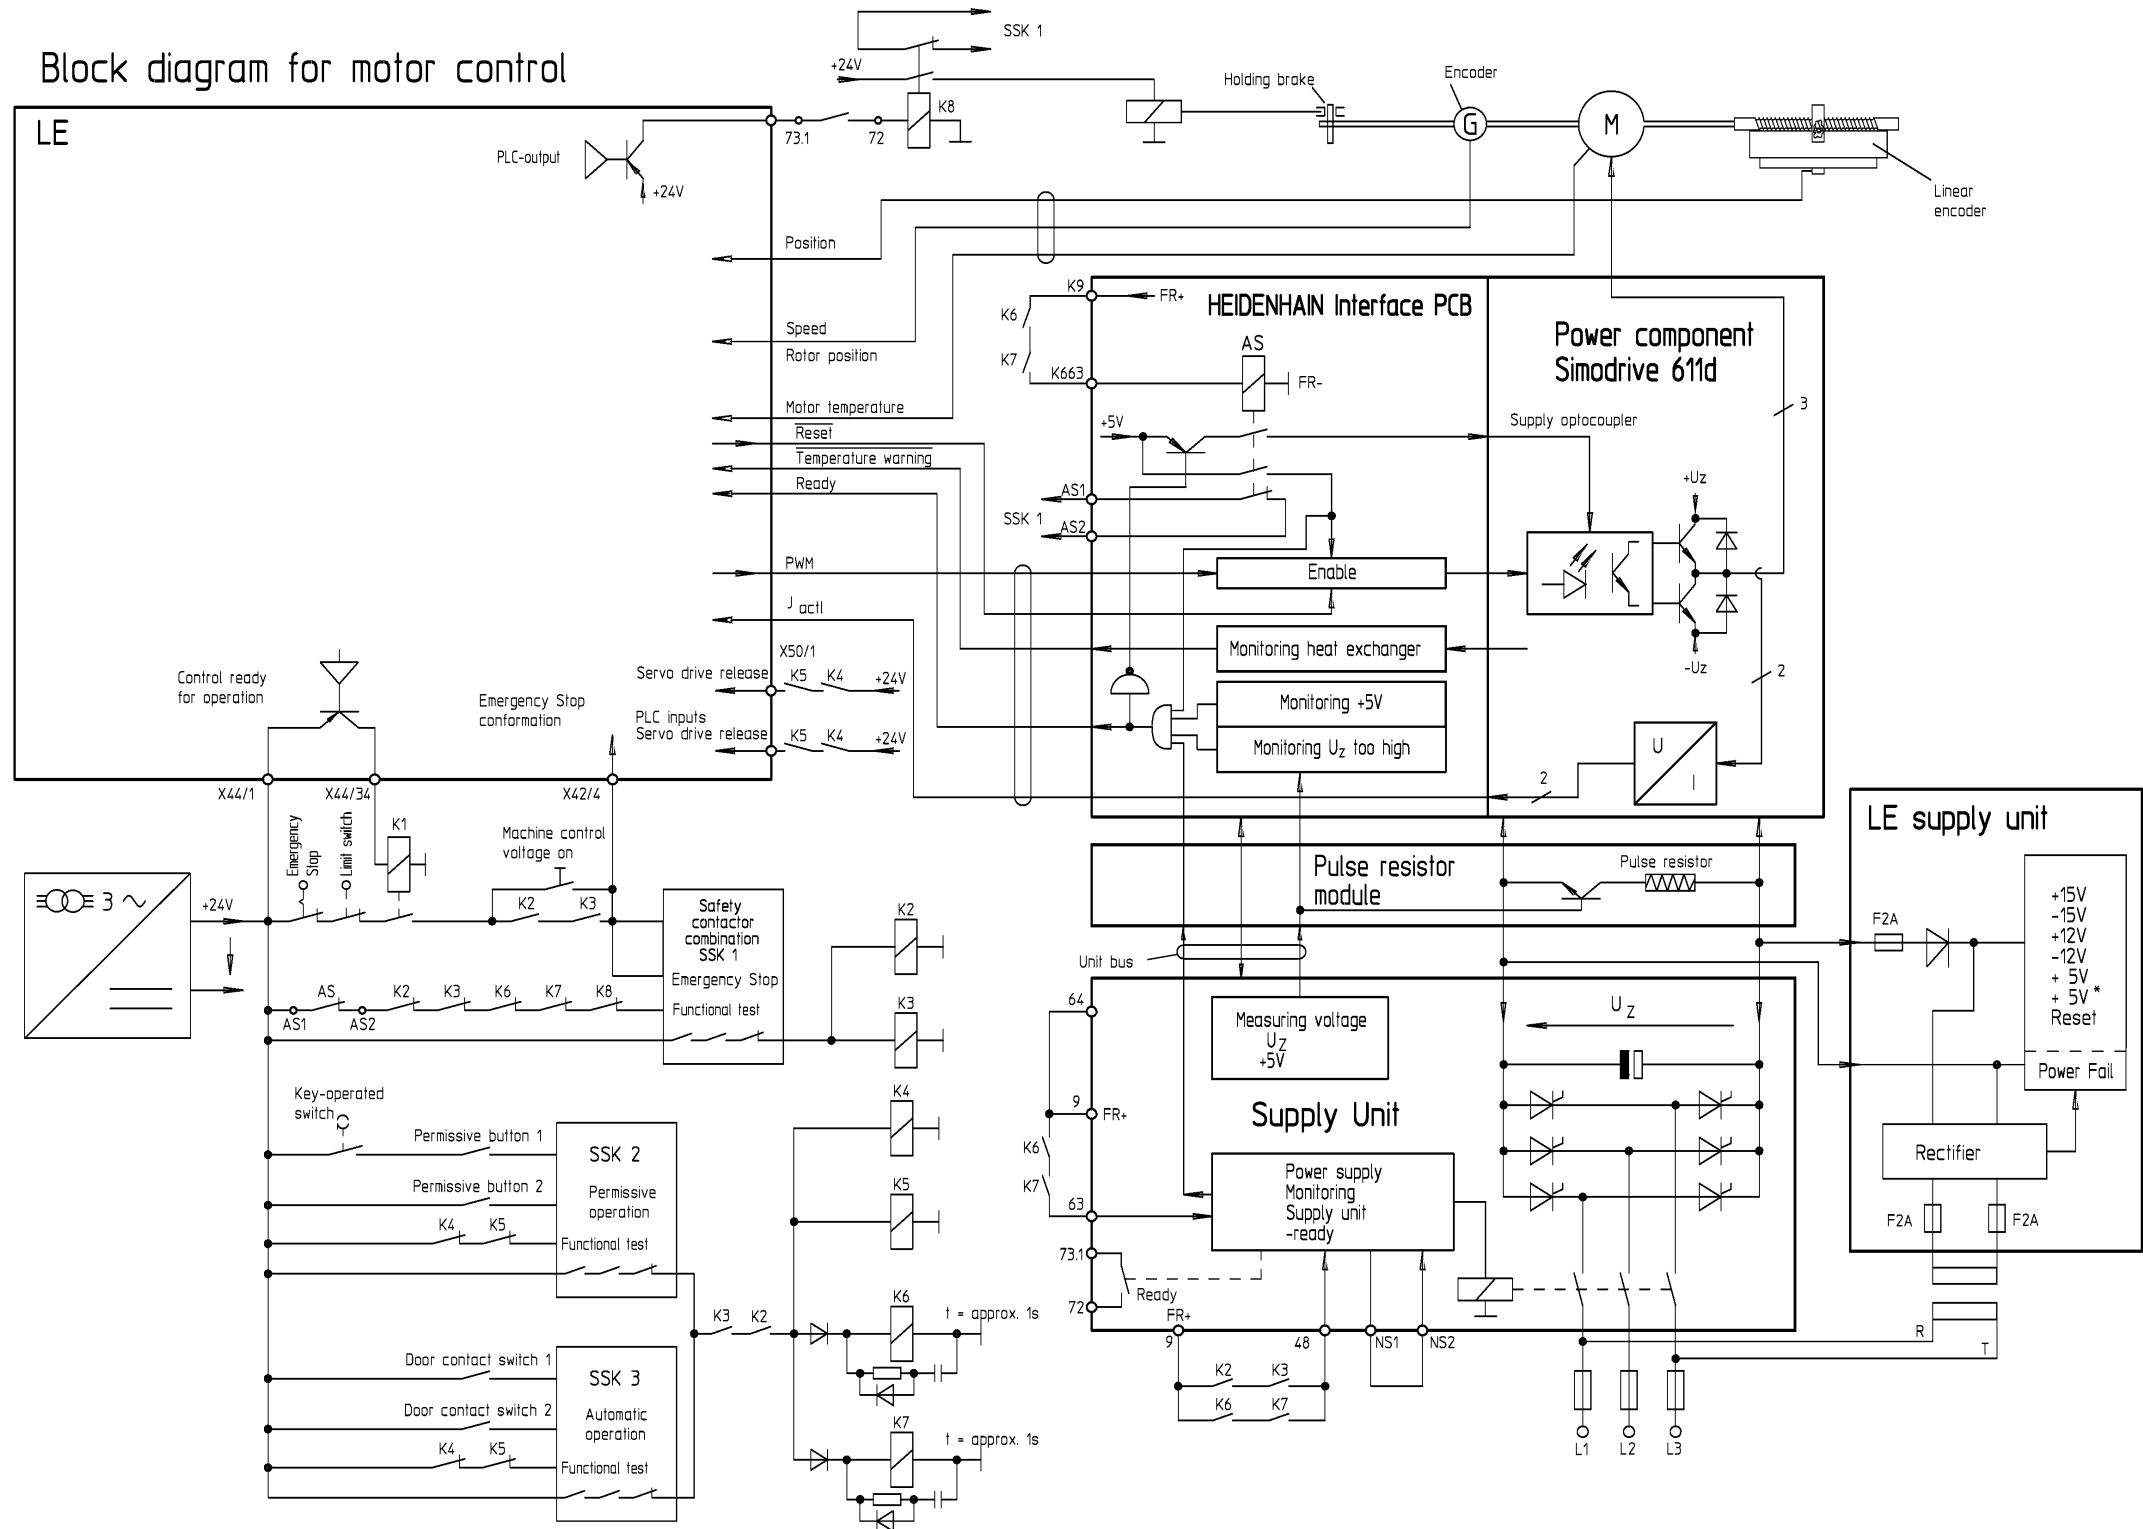 Block diagram for motor control
SSK 1
+24V
K8
Holding brake
Encoder
G
M
Linear
encoder
LE
PLC-output
+24V
73.1
72
Position
Speed
Rotor position
Motor temperature
Reset
Temperature warning
Ready
PWM
J actl
X50/1
Servo drive release
K5
K4
+24V
PLC inputs
Servo drive release
K5
K4
+24V
Control ready
for operation
Emergency Stop
conformation
X44/1
X44/34
X42/4
K9
FR+
K6
K7
K663
HEIDENHAIN Interface PCB
AS
FR-
+5V
AS1
SSK 1
AS2
Enable
Monitoring heat exchanger
Monitoring +5V
Monitoring UZ too high
Power component
Simodrive 611d
Supply optocoupler
3
+Uz
-Uz
2
U
I
2
Emergency
Stop
Limit switch
K1
Machine control
voltage on
K2
K3
3
+24V
Safety
contactor
combination
SSK 1
Emergency Stop
Functional test
AS
AS1
AS2
K2
K3
K6
K7
K8
K2
K3
Key-operated
switch
Permissive button 1
Permissive button 2
K4
K5
SSK 2
Permissive
operation
Functional test
Door contact switch 1
Door contact switch 2
K4
K5
SSK 3
Automatic
operation
Functional test
K3
K2
K4
K5
K6
t = approx. 1s
K7
t = approx. 1s
Pulse resistor
module
Pulse resistor
Unit bus
64
9
FR+
K6
K7
63
73.1
72
Ready
Measuring voltage
UZ
+5V
Supply Unit
Power supply
Monitoring
Supply unit
-ready
U Z
FR+
9
48
NS1
NS2
K2
K3
K6
K7
L1
L2
L3
R
T
LE supply unit
F2A
+15V
-15V
+12V
-12V
+ 5V
+ 5V *
Reset
Power Fail
Rectifier
F2A
F2A